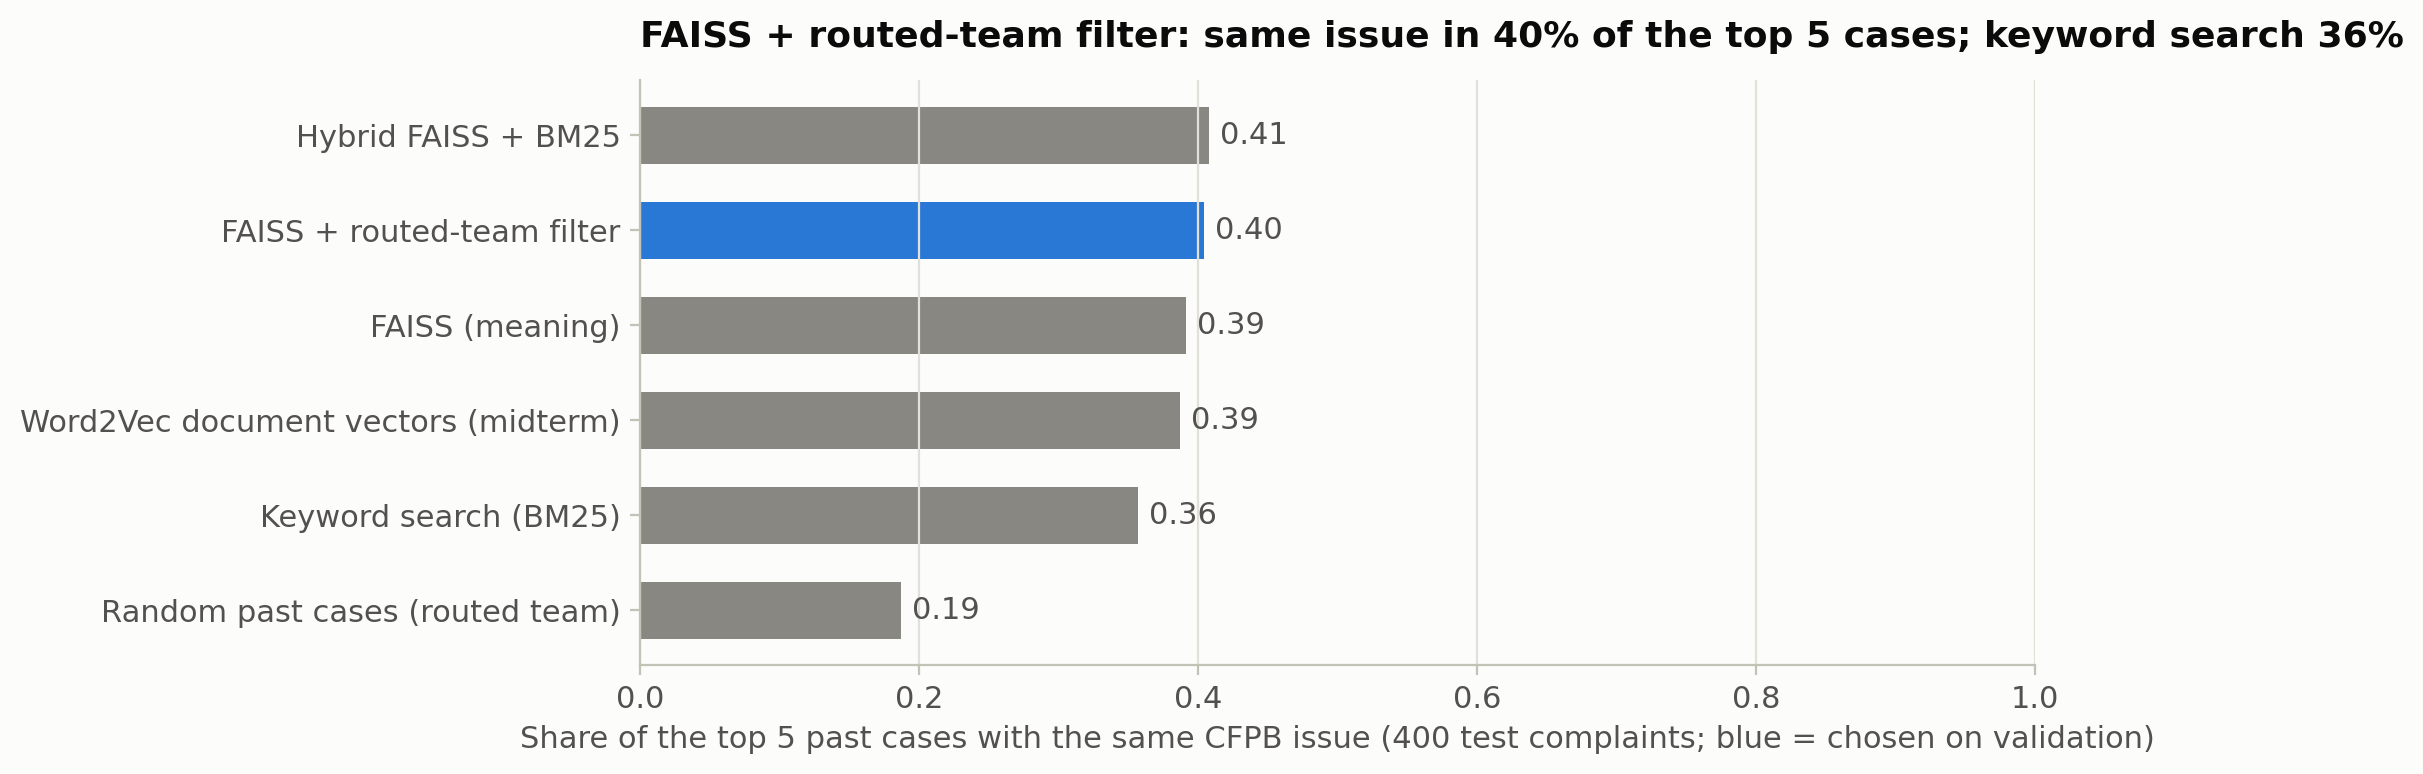 FAISS + routed-team filter: same issue in 40% of the top 5 cases; keyword search 36%
Hybrid FAISS + BM25
0.41
FAISS + routed-team filter
0.40
FAISS (meaning)
0.39
Word2Vec document vectors (midterm)
0.39
Keyword search (BM25)
0.36
Random past cases (routed team)
0.19
0.0 0.2 0.4 0.6 0.8 1.0
Share of the top 5 past cases with the same CFPB issue (400 test complaints; blue = chosen on validation)